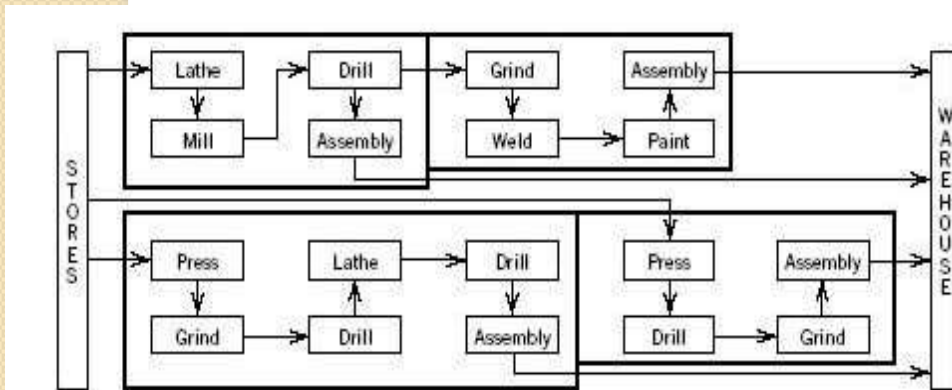 STORES
Lathe
Drill
Grind
Assembly
Mill
Assembly
Weld
Paint
Press
Lathe
Drill
Press
Assembly
Grind
Drill
Assembly
Drill
Grind
WAREHOUSE